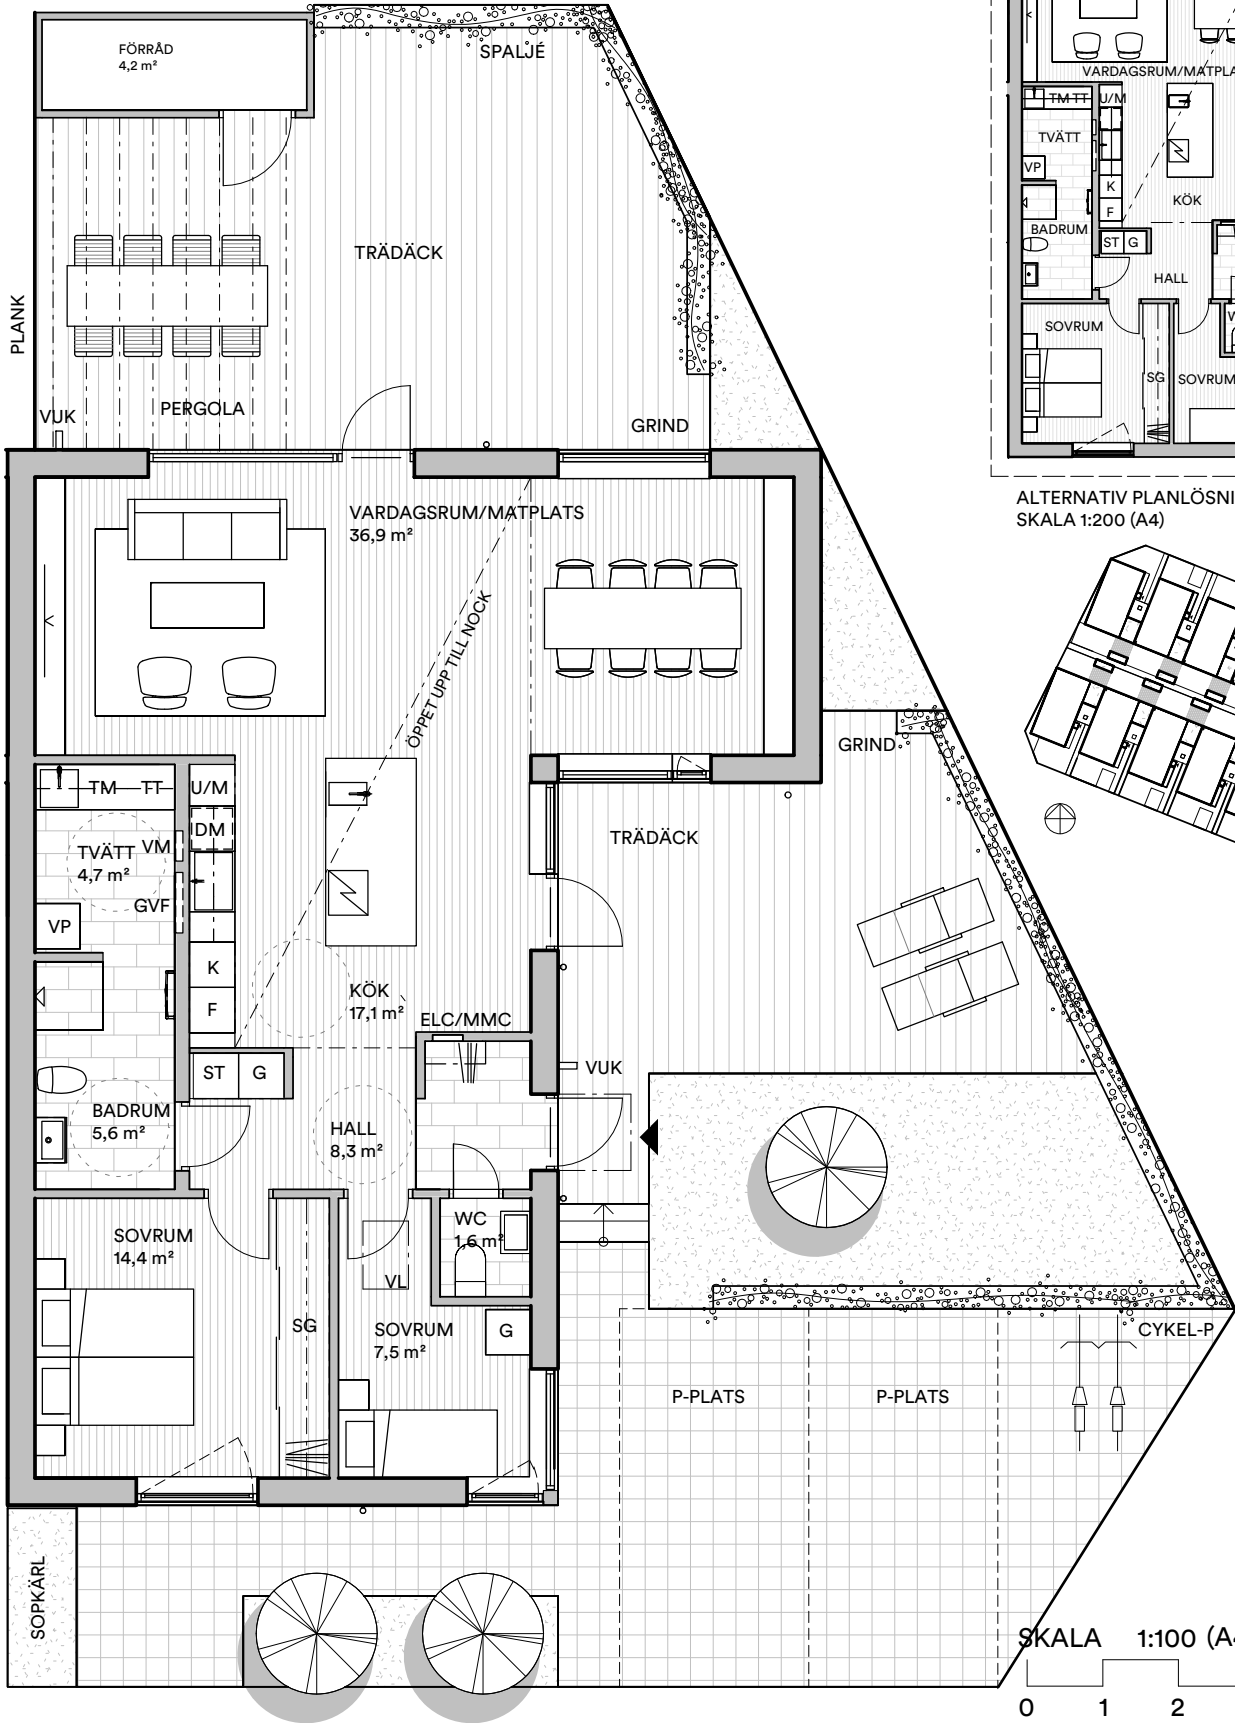 FÖRRÅD
4,2 m²
SPALJÉ
TRÄDÄCK
PLANK
VUK
PERGOLA
GRIND
VARDAGSRUM/MATPLATS
36,9 m²
ÖPPET UPP TILL NOCK
GRIND
TM TT
U/M
DM
TVÄTT
4,7 m²
VM
GVF
VP
K
F
KÖK
17,1 m²
TRÄDÄCK
ELC/MMC
VUK
ST G
BADRUM
5,6 m²
HALL
8,3 m²
SOVRUM
14,4 m²
WC
1,6 m²
VL
SG
SOVRUM
7,5 m²
G
CYKEL-P
P-PLATS
P-PLATS
SOPKÄRL
VARDAGSRUM/MATPLA
TM TT
U/M
TVÄTT
VP
K
F
KÖK
BADRUM
ST G
HALL
W
SOVRUM
SG
SOVRUM
ALTERNATIV PLANLÖSNI
SKALA 1:200 (A4)
SKALA 1:100 (A4
0 1 2